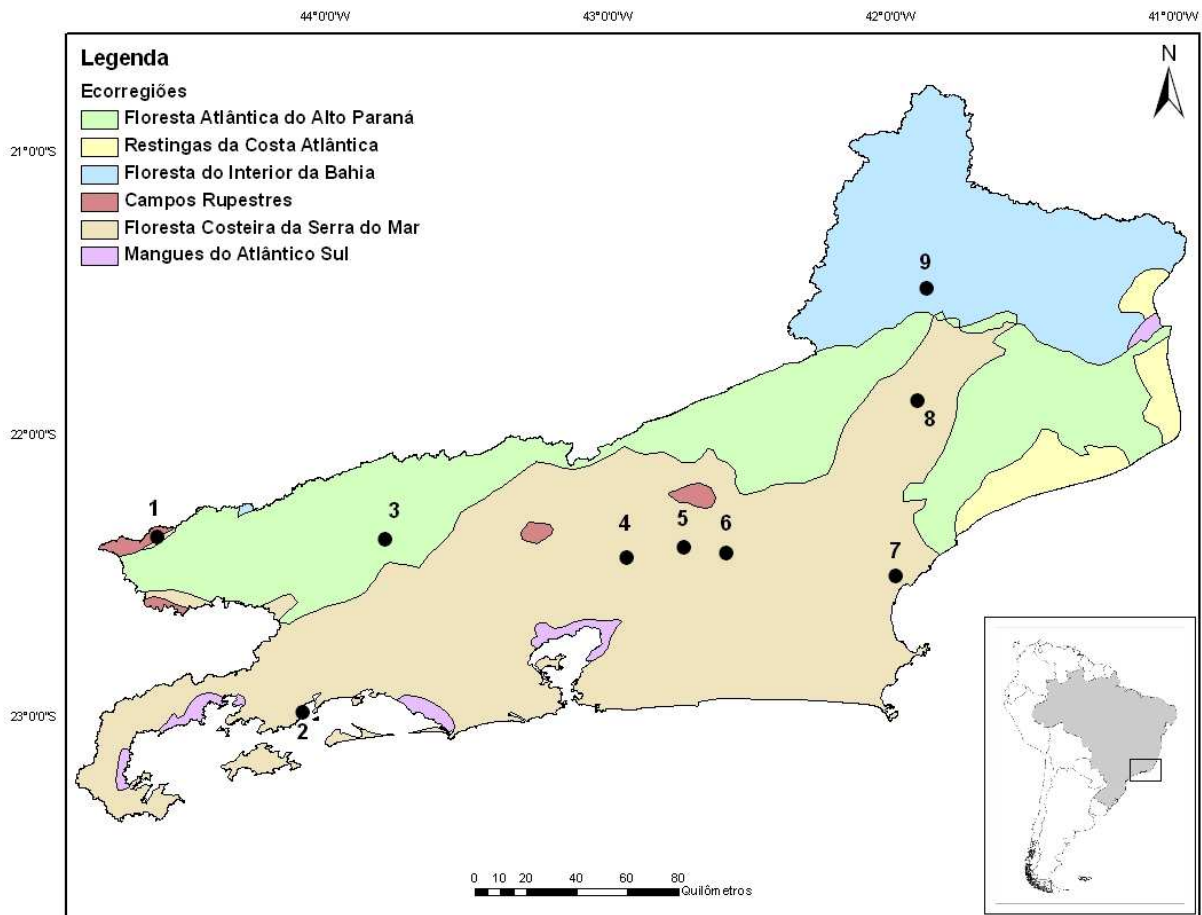 44°0'0"W 43°0'0"W 42°0'0"W 41°0'0"W
Legenda
N
Ecorregiões
Floresta Atlântica do Alto Paraná
Restingas da Costa Atlântica
21°0'0"S
Floresta do Interior da Bahia
Campos Rupestres
Floresta Costeira da Serra do Mar
Mangues do Atlântico Sul
9
8
22°0'0"S
1
3
4
5
6
7
23°0'0"S
2
0 10 20 40 60 80
Quilômetros